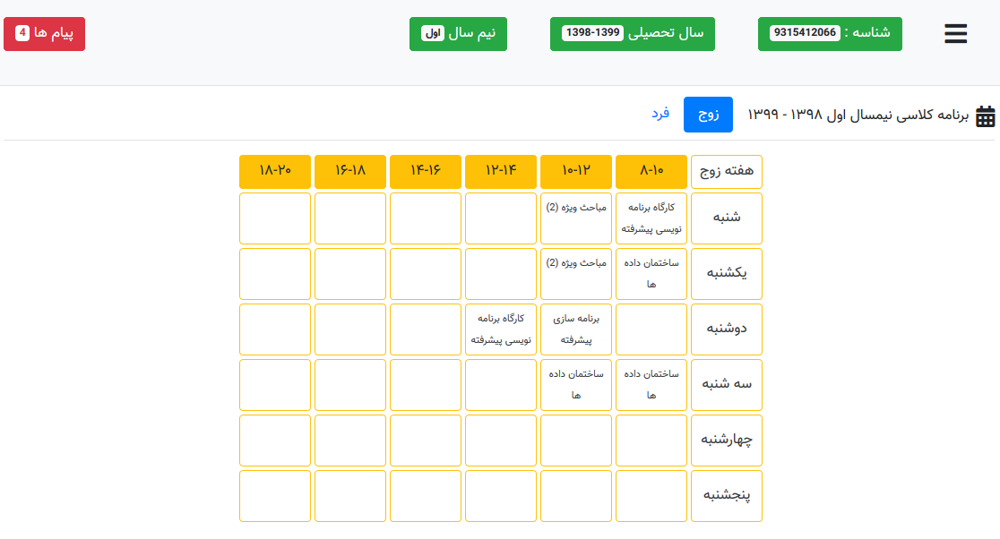 شناسه : 9315412066
سال تحصیلی 1398-1399
نیم سال اول
پیام ها 4
برنامه کلاسی نیمسال اول ۱۳۹۸ - ۱۳۹۹
زوج
فرد
هفته زوج ۸-۱۰ ۱۰-۱۲ ۱۲-۱۴ ۱۴-۱۶ ۱۶-۱۸ ۱۸-۲۰
شنبه
کارگاه برنامه
نویسی پیشرفته
مباحث ویژه (2)
یکشنبه
ساختمان داده
ها
مباحث ویژه (2)
دوشنبه
برنامه سازی
پیشرفته
کارگاه برنامه
نویسی پیشرفته
سه شنبه
ساختمان داده
ها
ساختمان داده
ها
چهارشنبه
پنجشنبه